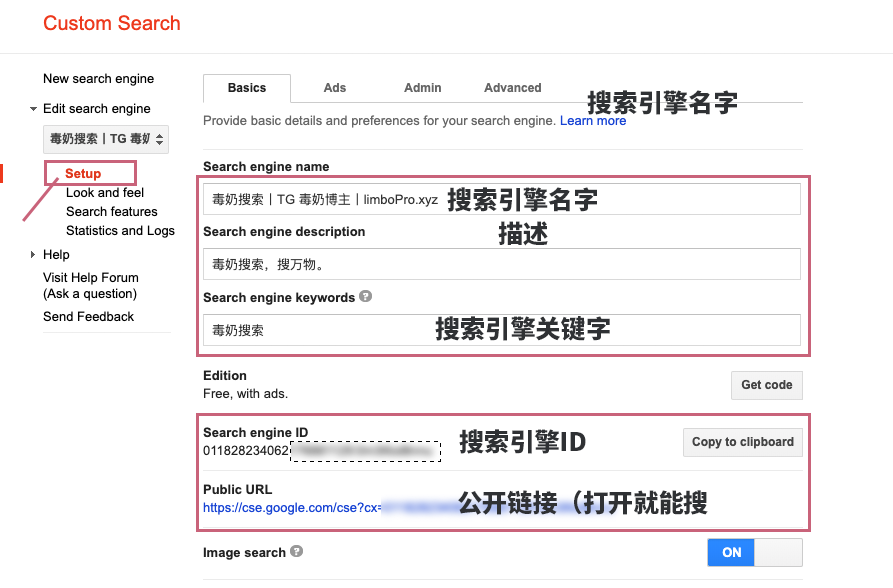 Custom Search
New search engine
Edit search engine
毒奶搜索丨TG 毒奶
Setup
Look and feel
Search features
Statistics and Logs
Help
Visit Help Forum
(Ask a question)
Send Feedback
Basics Ads Admin Advanced
搜索引擎名字
Provide basic details and preferences for your search engine. Learn more
Search engine name
毒奶搜索丨TG 毒奶博主丨limboPro.xyz 搜索引擎名字
Search engine description
描述
毒奶搜索，搜万物。
Search engine keywords ?
毒奶搜索 搜索引擎关键字
Edition
Free, with ads.
Get code
Search engine ID
011828234062
搜索引擎ID
Copy to clipboard
Public URL
https://cse.google.com/cse?cx=
公开链接（打开就能搜
Image search ?
ON